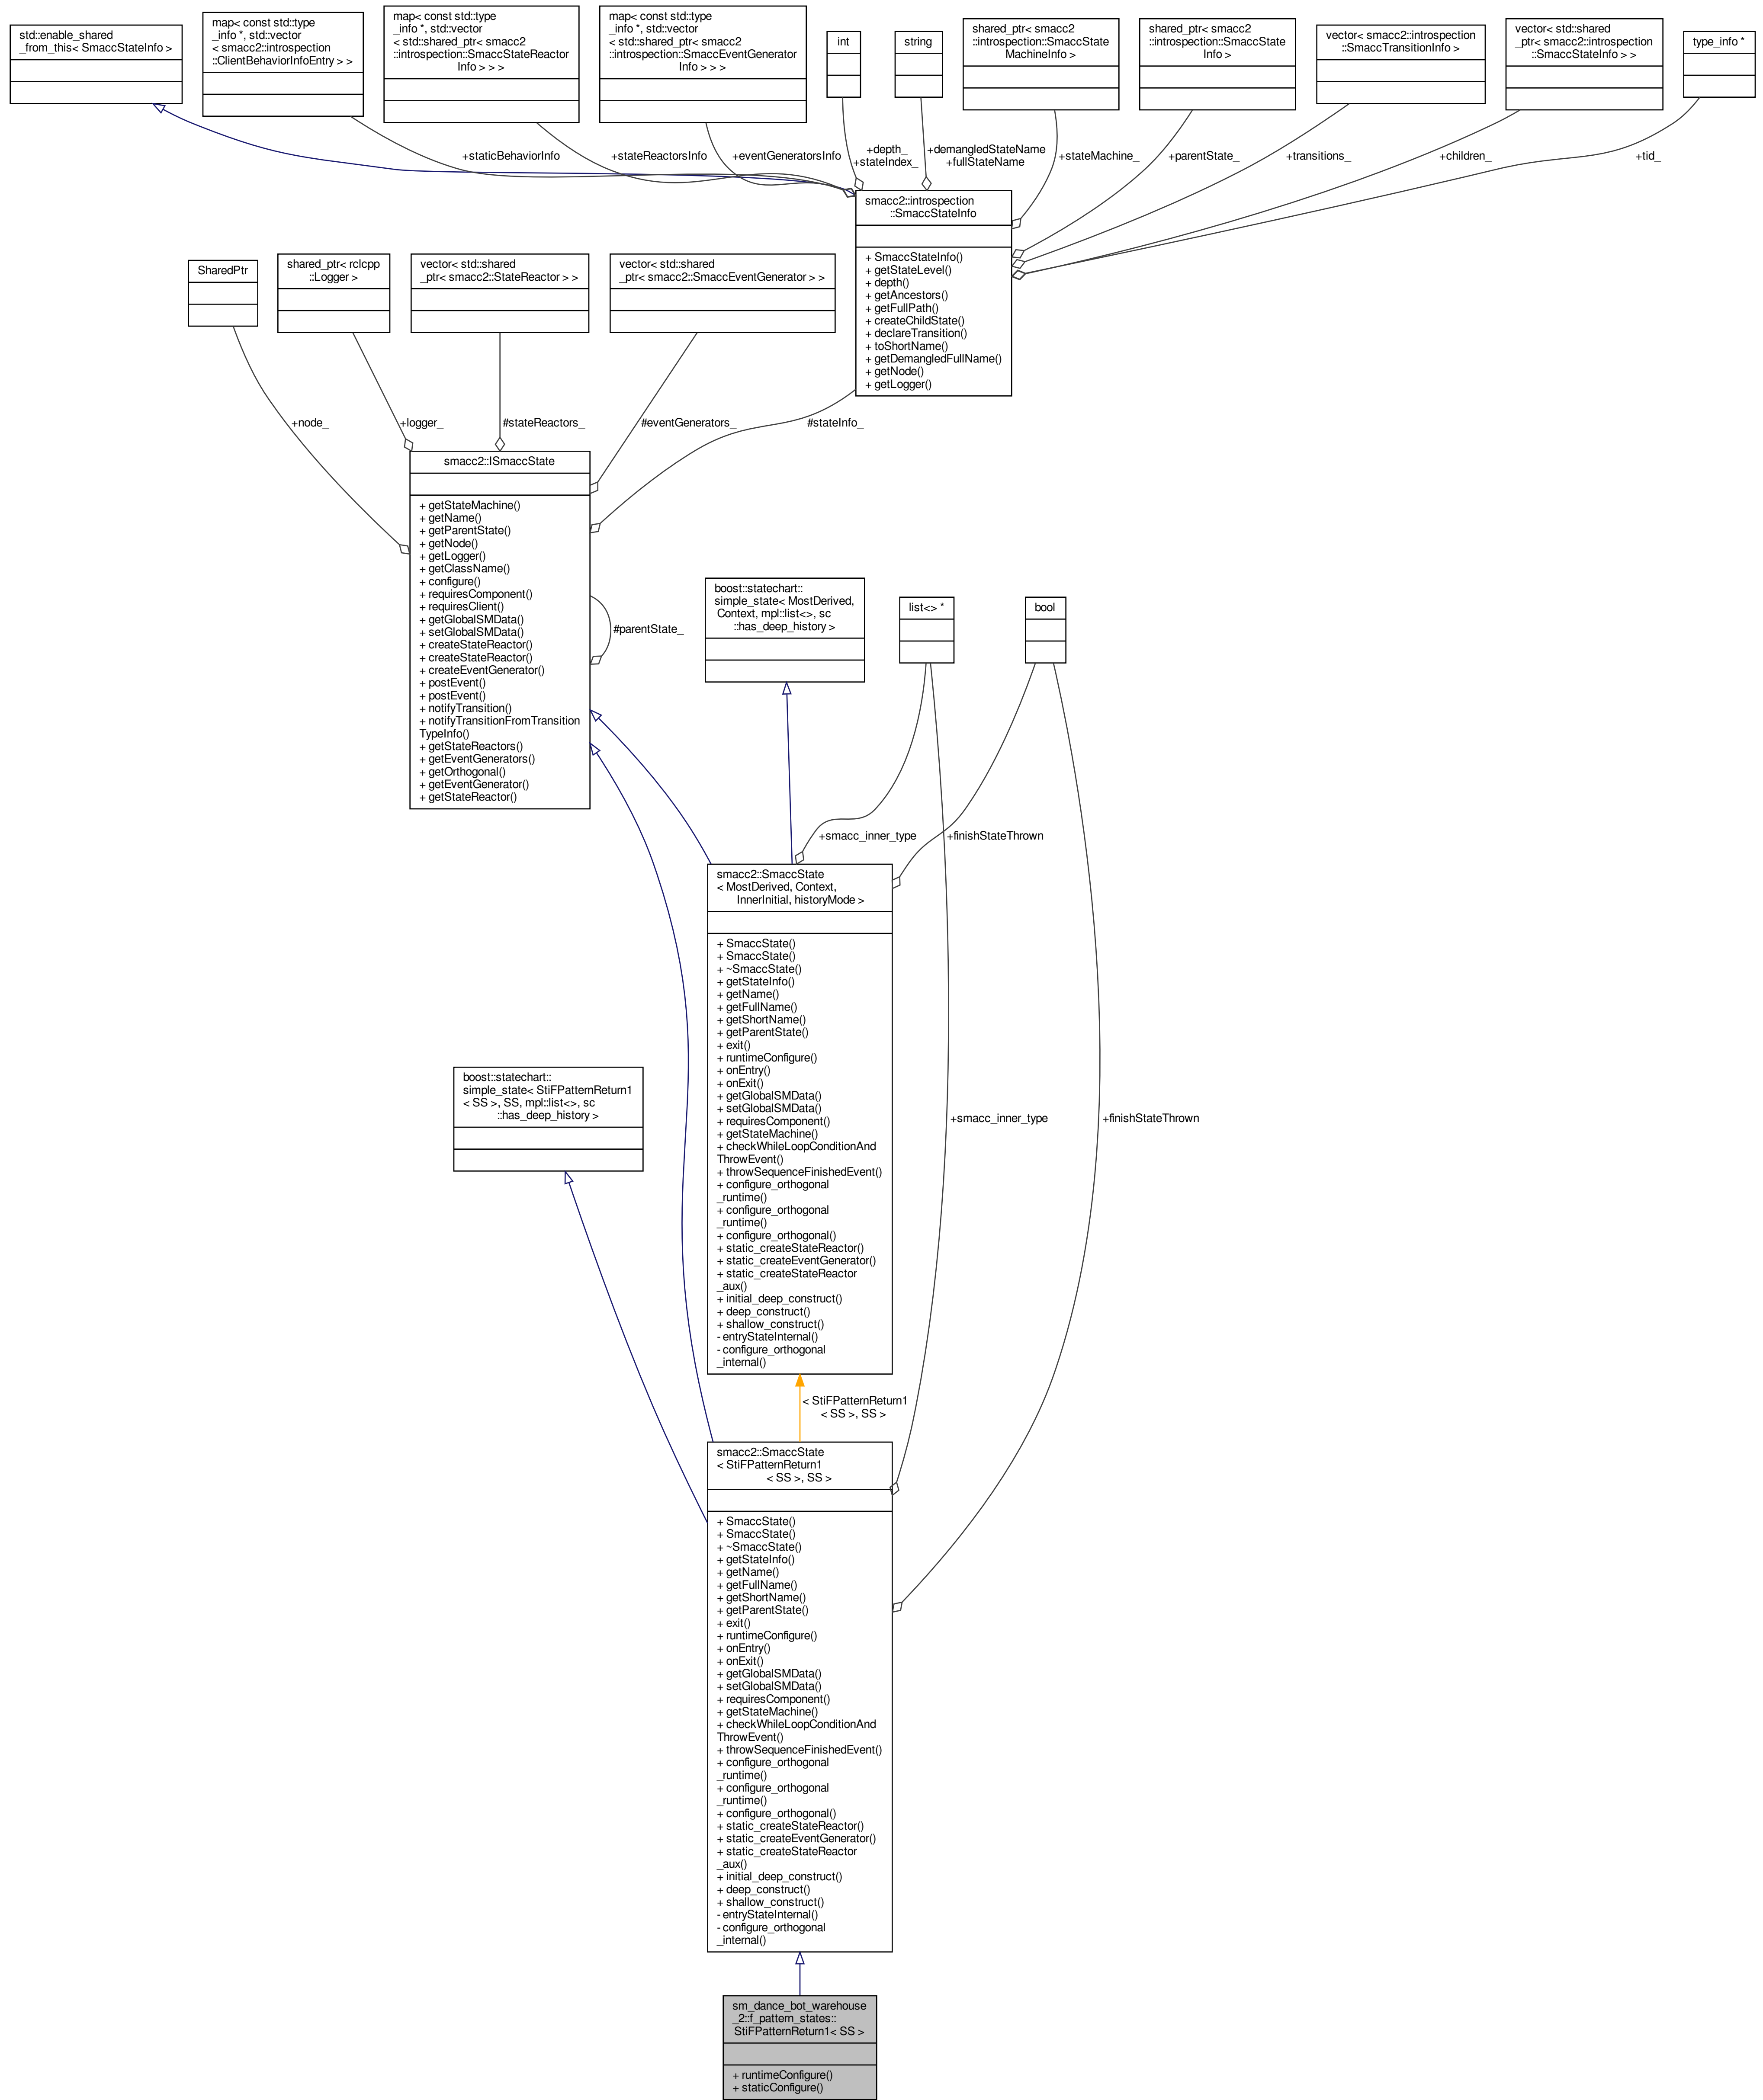 std::enable_shared
_from_this< SmaccStateInfo >
map< const std::type
_info *, std::vector
< smacc2::introspection
::ClientBehaviorInfoEntry > >
map< const std::type
_info *, std::vector
< std::shared_ptr< smacc2
::introspection::SmaccStateReactor
Info > > >
map< const std::type
_info *, std::vector
< std::shared_ptr< smacc2
::introspection::SmaccEventGenerator
Info > > >
int
string
shared_ptr< smacc2
::introspection::SmaccState
MachineInfo >
shared_ptr< smacc2
::introspection::SmaccState
Info >
vector< smacc2::introspection
::SmaccTransitionInfo >
vector< std::shared
_ptr< smacc2::introspection
::SmaccStateInfo > >
type_info *
+staticBehaviorInfo
+stateReactorsInfo
+eventGeneratorsInfo
+depth_
+stateIndex_
+demangledStateName
+fullStateName
+stateMachine_
+parentState_
+transitions_
+children_
+tid_
smacc2::introspection
::SmaccStateInfo
+ SmaccStateInfo()
+ getStateLevel()
+ depth()
+ getAncestors()
+ getFullPath()
+ createChildState()
+ declareTransition()
+ toShortName()
+ getDemangledFullName()
+ getNode()
+ getLogger()
SharedPtr
shared_ptr< rclcpp
::Logger >
vector< std::shared
_ptr< smacc2::StateReactor > >
vector< std::shared
_ptr< smacc2::SmaccEventGenerator > >
+node_
+logger_
#stateReactors_
#eventGenerators_
#stateInfo_
smacc2::ISmaccState
+ getStateMachine()
+ getName()
+ getParentState()
+ getNode()
+ getLogger()
+ getClassName()
+ configure()
+ requiresComponent()
+ requiresClient()
+ getGlobalSMData()
+ setGlobalSMData()
+ createStateReactor()
+ createStateReactor()
+ createEventGenerator()
+ postEvent()
+ postEvent()
+ notifyTransition()
+ notifyTransitionFromTransition
TypeInfo()
+ getStateReactors()
+ getEventGenerators()
+ getOrthogonal()
+ getEventGenerator()
+ getStateReactor()
#parentState_
boost::statechart::
simple_state< MostDerived,
Context, mpl::list<>, sc
::has_deep_history >
list<> *
bool
+smacc_inner_type
+finishStateThrown
smacc2::SmaccState
< MostDerived, Context,
InnerInitial, historyMode >
+ SmaccState()
+ SmaccState()
+ ~SmaccState()
+ getStateInfo()
+ getName()
+ getFullName()
+ getShortName()
+ getParentState()
+ exit()
+ runtimeConfigure()
+ onEntry()
+ onExit()
+ getGlobalSMData()
+ setGlobalSMData()
+ requiresComponent()
+ getStateMachine()
+ checkWhileLoopConditionAnd
ThrowEvent()
+ throwSequenceFinishedEvent()
+ configure_orthogonal
_runtime()
+ configure_orthogonal
_runtime()
+ configure_orthogonal()
+ static_createStateReactor()
+ static_createEventGenerator()
+ static_createStateReactor
_aux()
+ initial_deep_construct()
+ deep_construct()
+ shallow_construct()
- entryStateInternal()
- configure_orthogonal
_internal()
boost::statechart::
simple_state< StiFPatternReturn1
< SS >, SS, mpl::list<>, sc
::has_deep_history >
+smacc_inner_type
+finishStateThrown
< StiFPatternReturn1
< SS >, SS >
smacc2::SmaccState
< StiFPatternReturn1
< SS >, SS >
+ SmaccState()
+ SmaccState()
+ ~SmaccState()
+ getStateInfo()
+ getName()
+ getFullName()
+ getShortName()
+ getParentState()
+ exit()
+ runtimeConfigure()
+ onEntry()
+ onExit()
+ getGlobalSMData()
+ setGlobalSMData()
+ requiresComponent()
+ getStateMachine()
+ checkWhileLoopConditionAnd
ThrowEvent()
+ throwSequenceFinishedEvent()
+ configure_orthogonal
_runtime()
+ configure_orthogonal
_runtime()
+ configure_orthogonal()
+ static_createStateReactor()
+ static_createEventGenerator()
+ static_createStateReactor
_aux()
+ initial_deep_construct()
+ deep_construct()
+ shallow_construct()
- entryStateInternal()
- configure_orthogonal
_internal()
sm_dance_bot_warehouse
_2::f_pattern_states::
StiFPatternReturn1< SS >
+ runtimeConfigure()
+ staticConfigure()